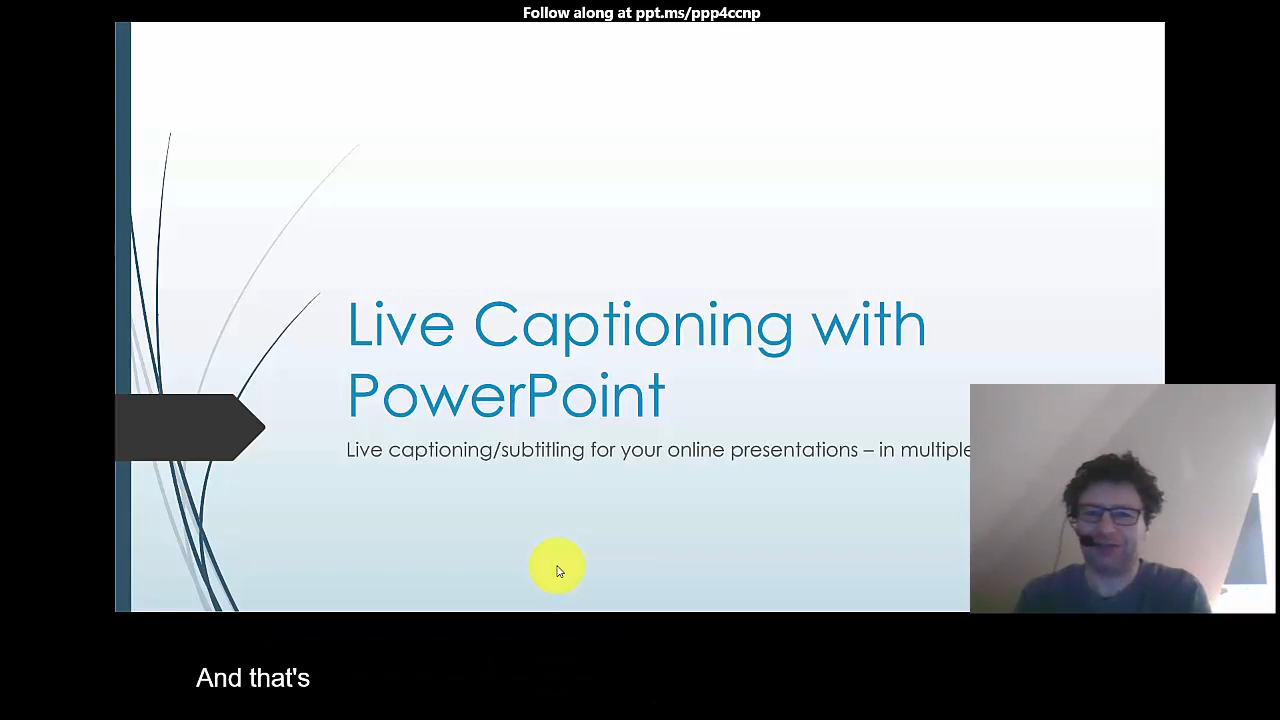 Follow along at ppt.ms/ppp4ccnp
Live Captioning with
PowerPoint
Live captioning/subtitling for your online presentations – in multiple
And that's